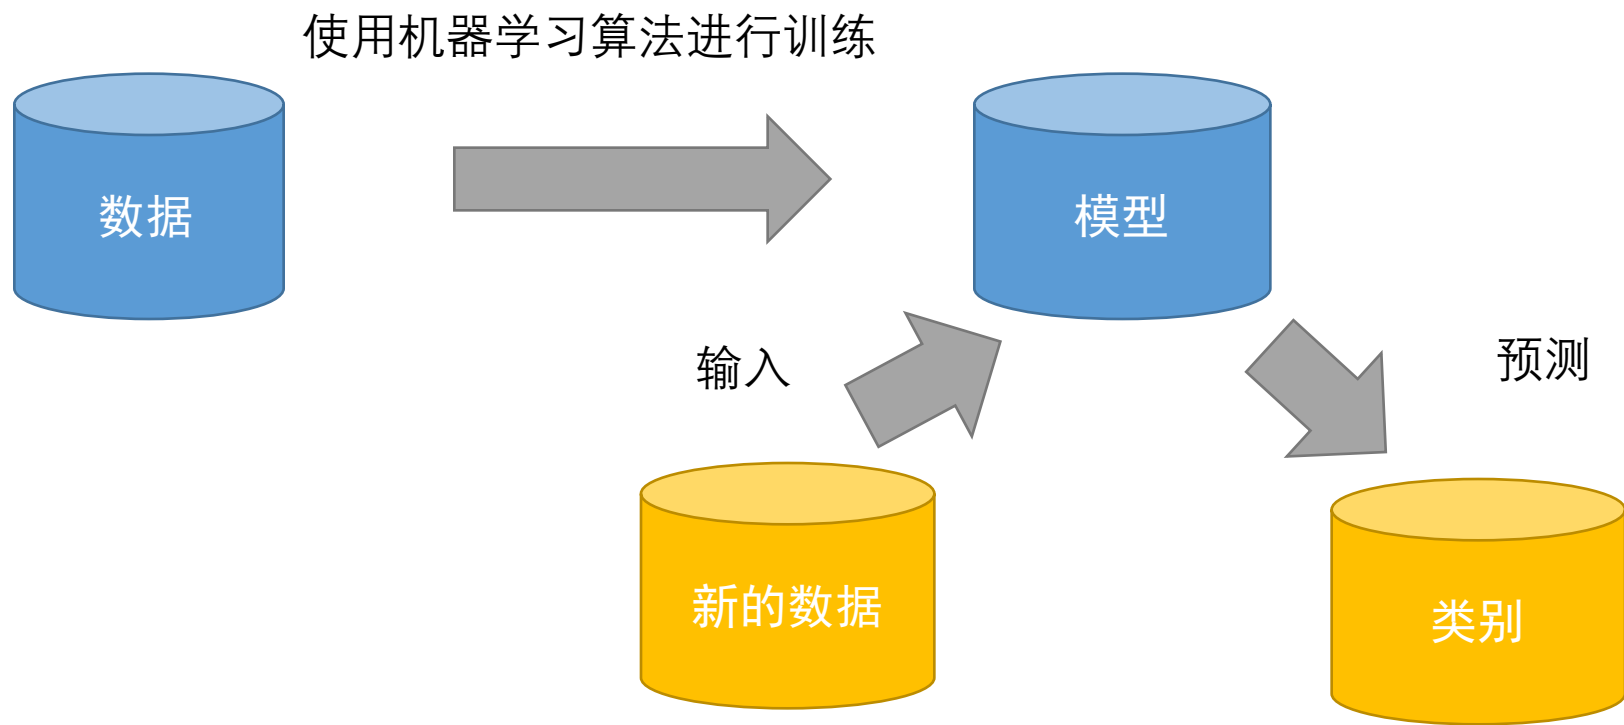 使用机器学习算法进行训练
数据
模型
输入
预测
新的数据
类别